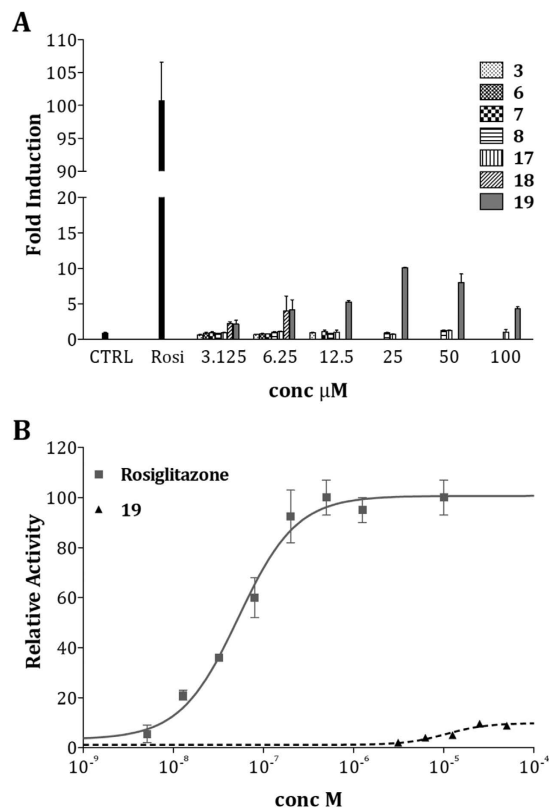 A
Fold Induction
110
105
100
95
90
20
15
10
5
0
3
6
7
8
17
18
19
CTRL Rosi 3.125 6.25 12.5 25 50 100
conc μM
B
Relative Activity
120
100
80
60
40
20
0
Rosiglitazone
19
10⁻⁹ 10⁻⁸ 10⁻⁷ 10⁻⁶ 10⁻⁵ 10⁻⁴
conc M